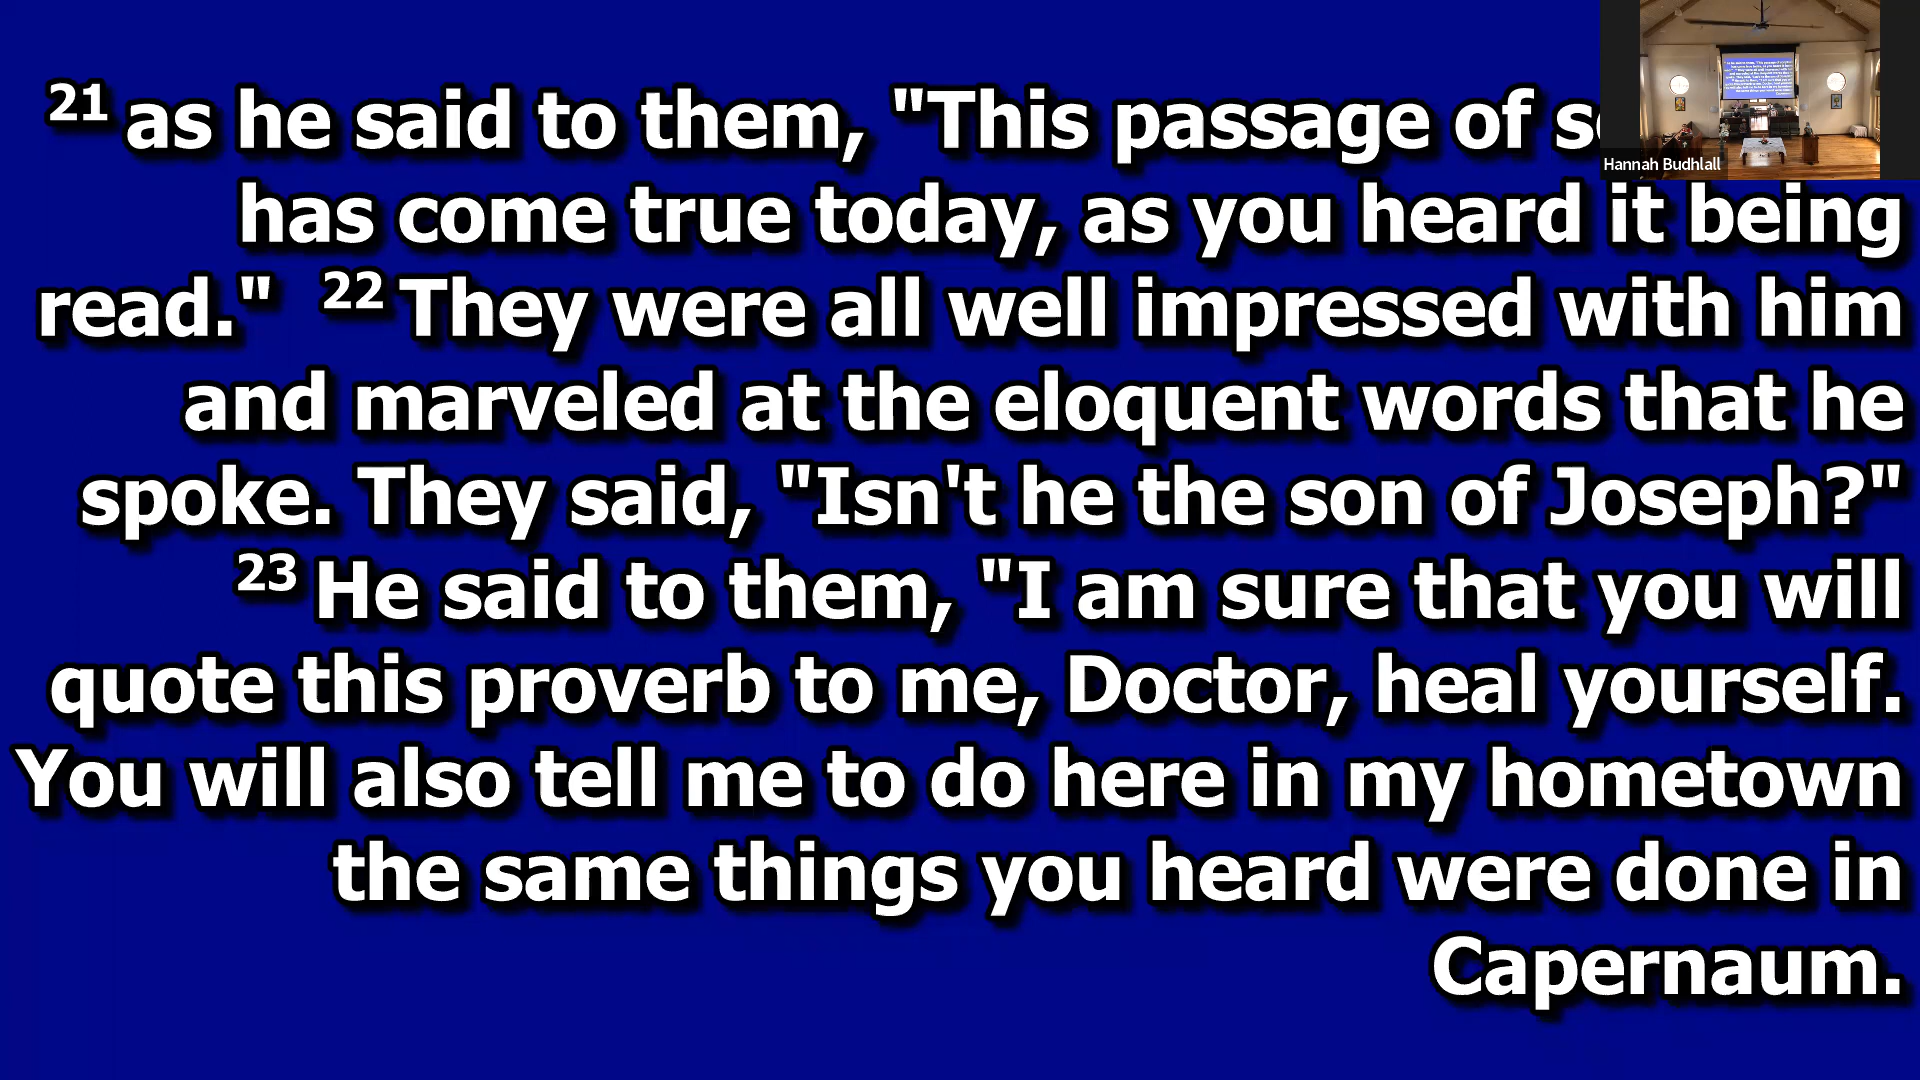 21 as he said to them, "This passage of
has come true today, as you heard it being
read." 22 They were all well impressed with him
and marveled at the eloquent words that he
spoke. They said, "Isn't he the son of Joseph?"
23 He said to them, "I am sure that you will
quote this proverb to me, Doctor, heal yourself.
You will also tell me to do here in my hometown
the same things you heard were done in
Capernaum.
Hannah Budhlall